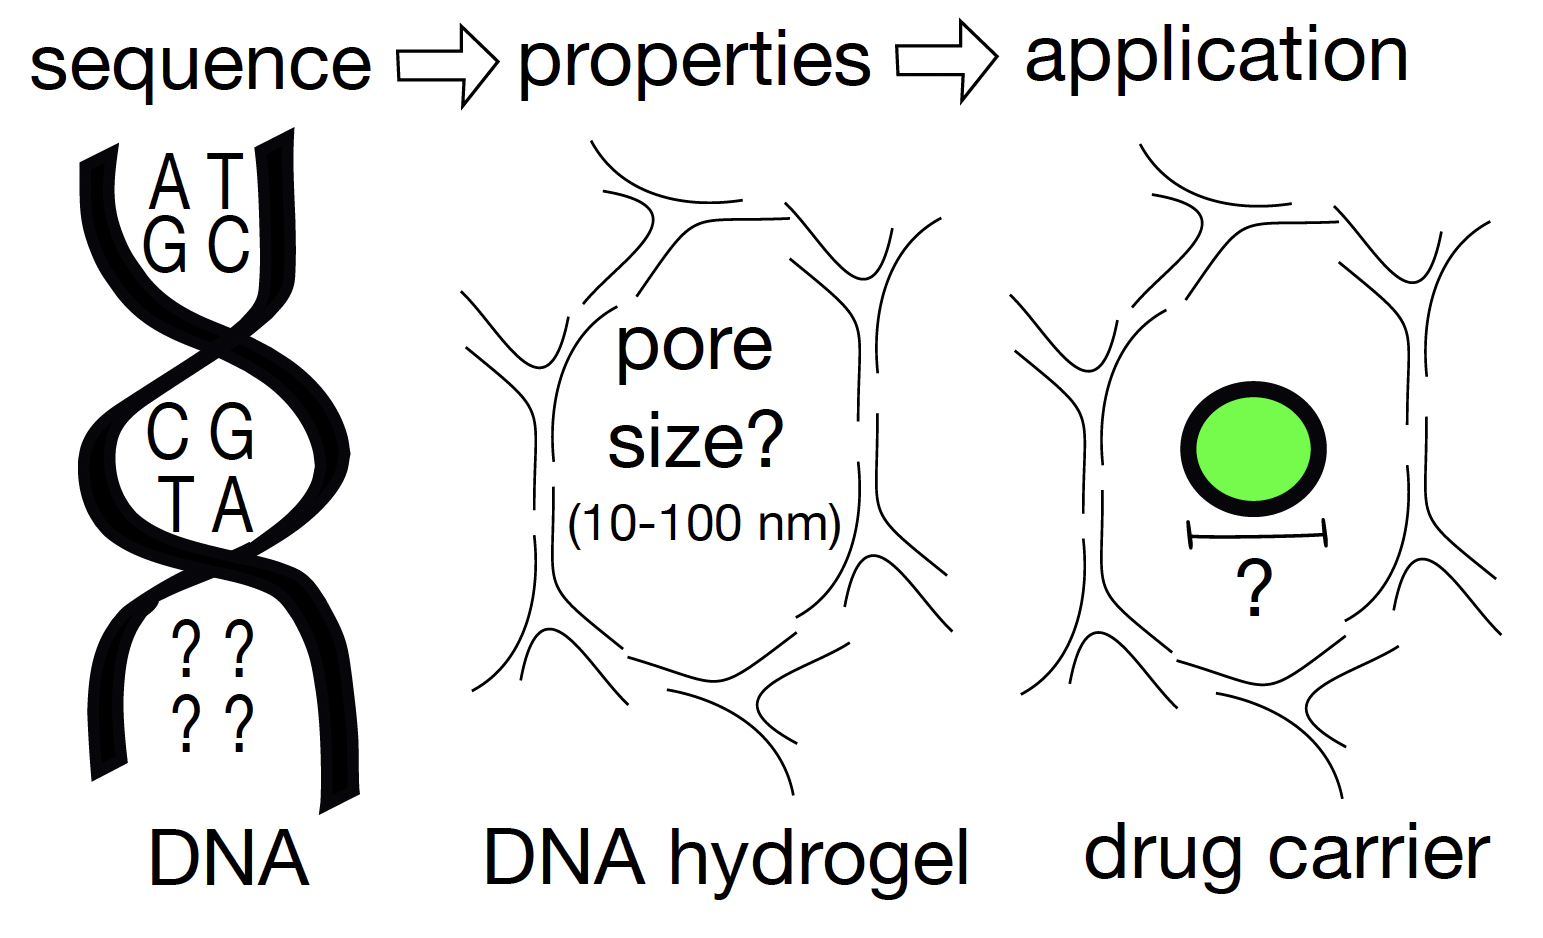 sequence properties application
A T
G C
C G
T A
? ?
? ?
pore
size?
(10-100 nm)
?
DNA DNA hydrogel drug carrier